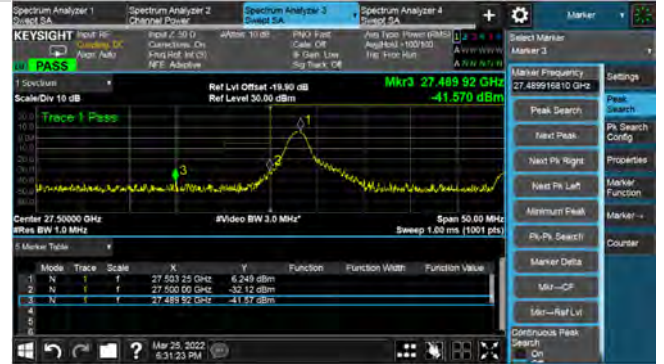 Spectrum Analyzer 1
Swept SA
Spectrum Analyzer 2
Channel Power
Spectrum Analyzer 3
Swept SA
Spectrum Analyzer 4
Swept SA
+
Marker
KEYSIGHT
Input: RF
Coupling: DC
Align: Auto
Input Z: 50 Ω
Corrections: On
Freq Ref: Int (S)
NFE: Adaptive
#Atten: 10 dB
PNO: Fast
Gate: Off
IF Gain: Low
Sig Track: Off
Avg Type: Power (RMS)
Avg|Hold: >100/100
Trig: Free Run
PASS
1 Spectrum
Scale/Div 10 dB
Ref Lvl Offset -19.90 dB
Ref Level 30.00 dBm
Mkr3 27.489 92 GHz
-41.570 dBm
Trace 1 Pass
1
2
3
Center 27.50000 GHz
#Res BW 1.0 MHz
#Video BW 3.0 MHz*
Span 50.00 MHz
Sweep 1.00 ms (1001 pts)
5 Marker Table
Mode Trace Scale X Y Function Function Width Function Value
1 N 1 f 27.503 25 GHz 6.249 dBm
2 N 1 f 27.500 00 GHz -32.12 dBm
3 N 1 f 27.489 92 GHz -41.57 dBm
4
5
6
Mar 25, 2022
6:31:23 PM
Select Marker
Marker 3
Marker Frequency
27.489916810 GHz
Peak Search
Next Peak
Next Pk Right
Next Pk Left
Minimum Peak
Pk-Pk Search
Marker Delta
Mkr→CF
Mkr→Ref Lvl
Continuous Peak
Search
On
Off
Settings
Peak
Search
Pk Search
Config
Properties
Marker
Function
Marker→
Counter